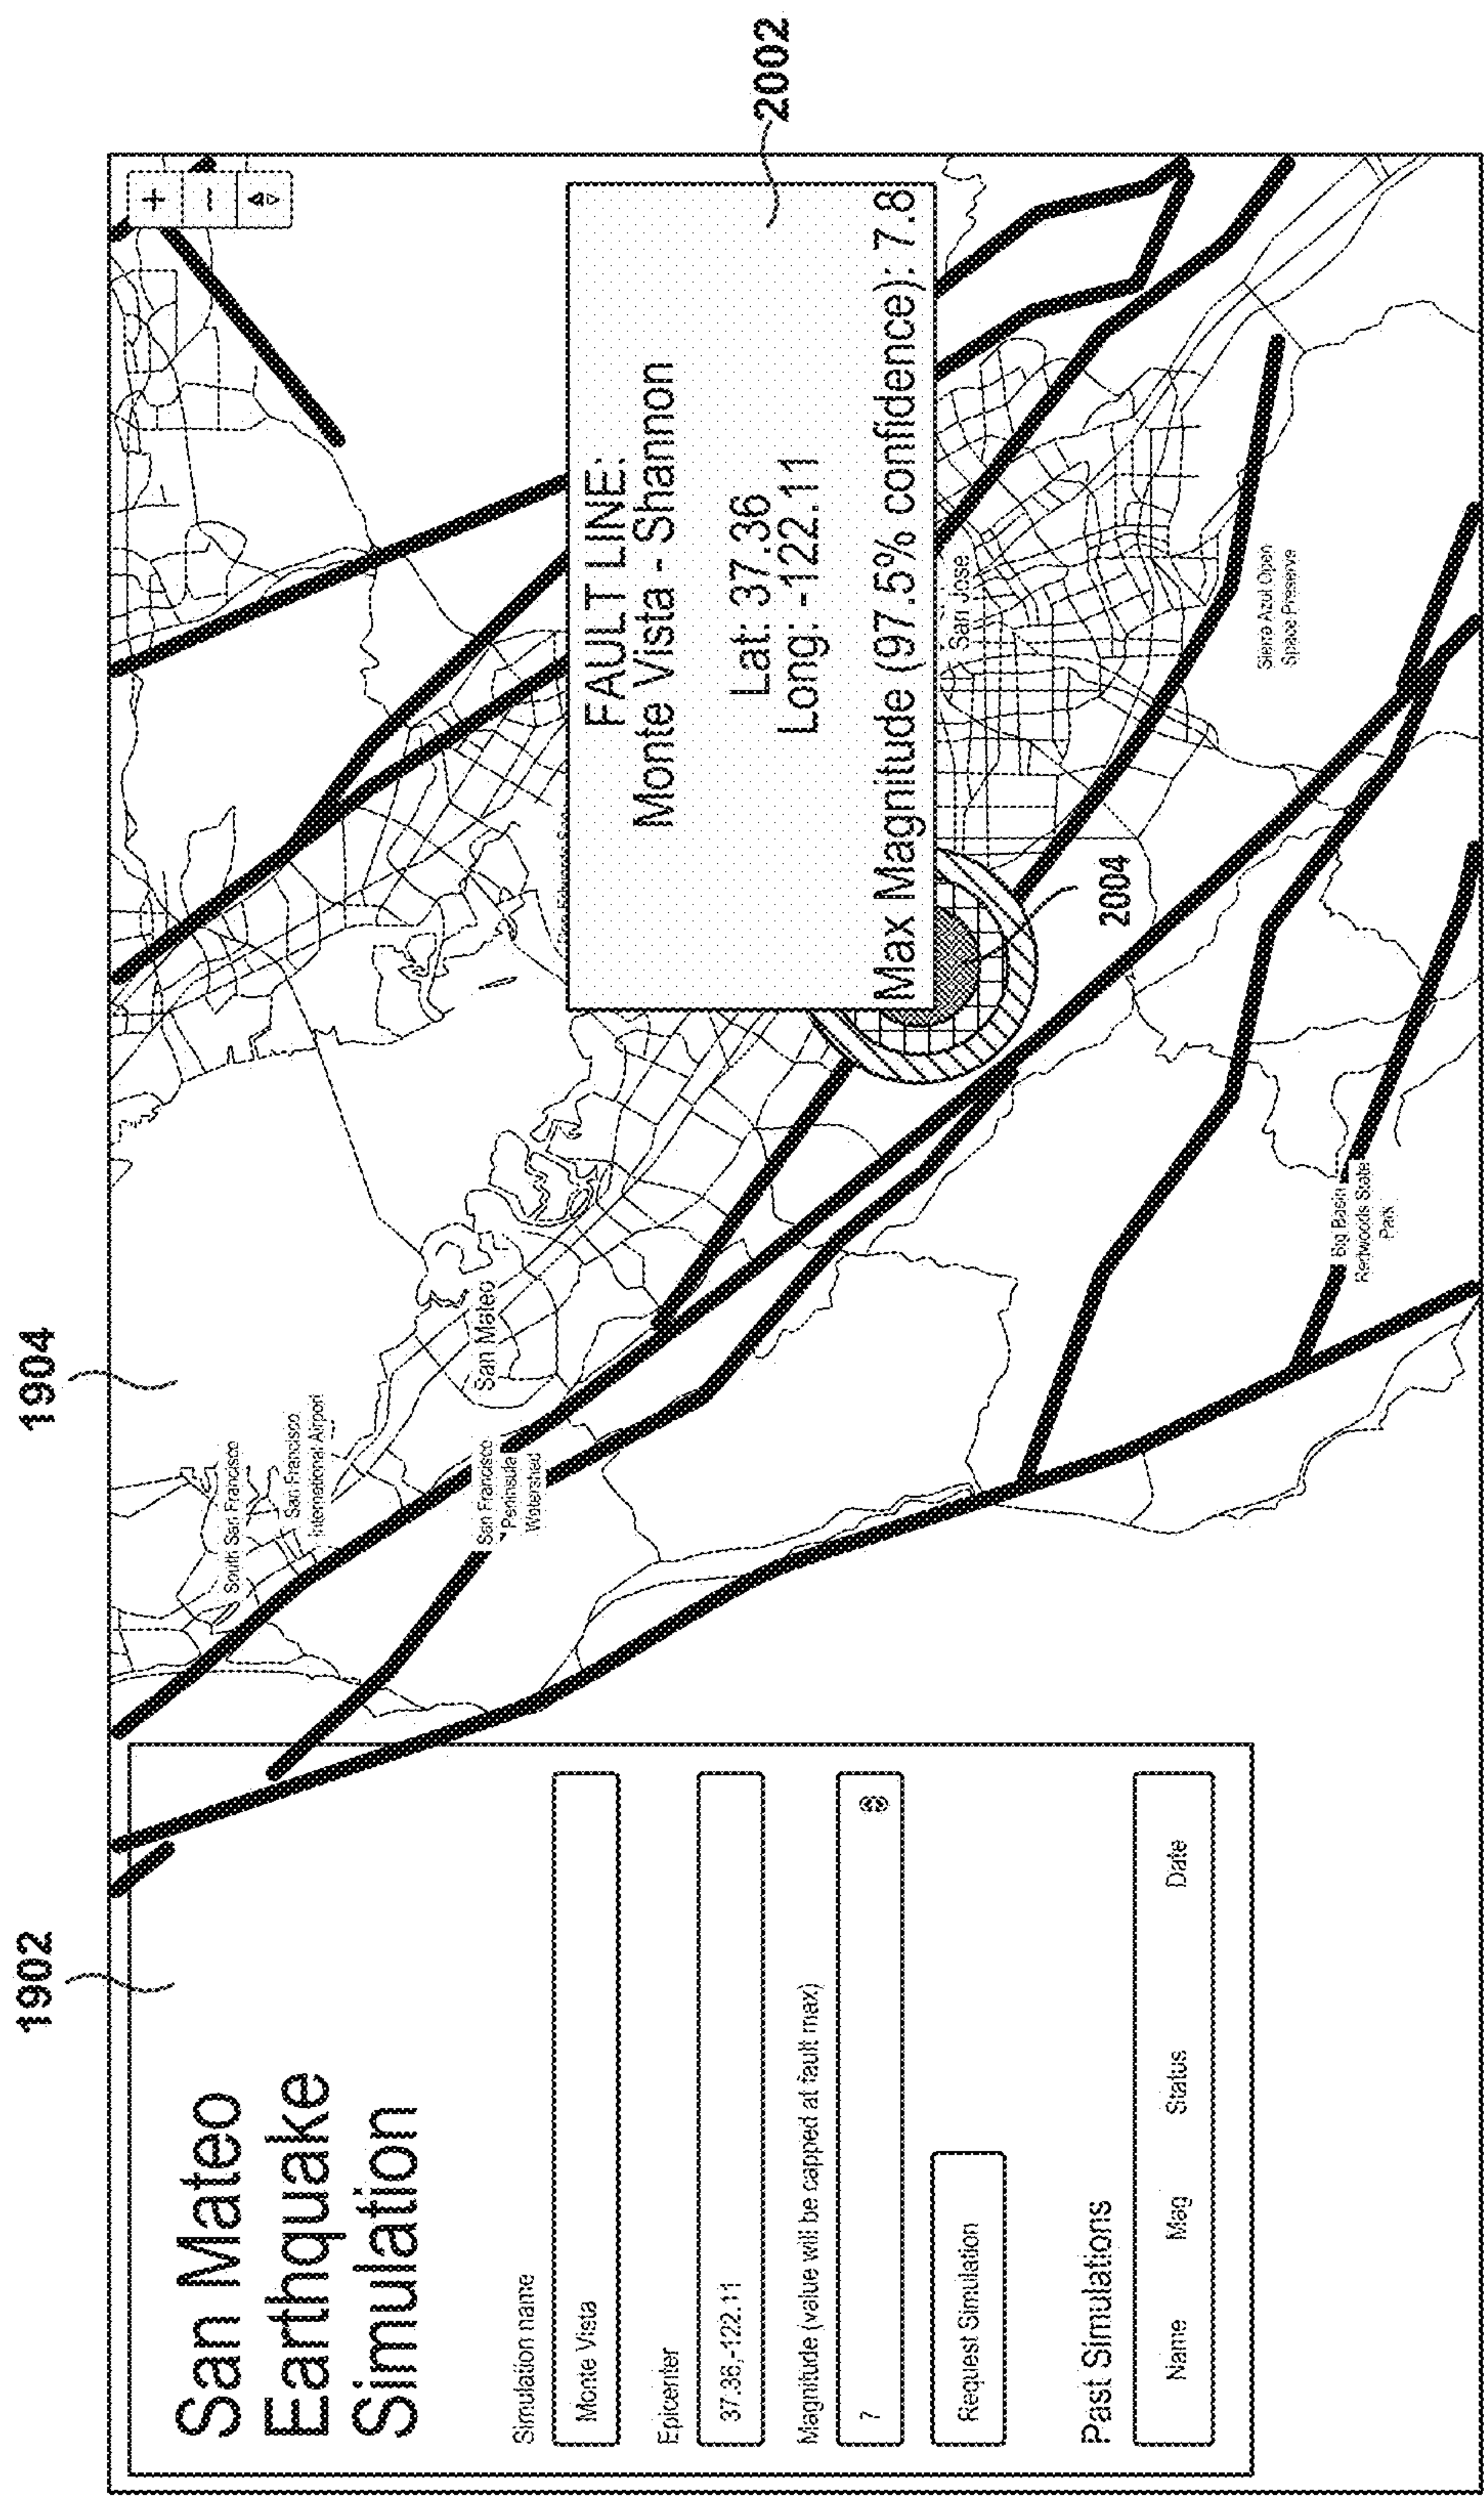 1902
1904
San Mateo
Earthquake
Simulation
Simulation name
Monte Vista
Epicenter
37.36,-122.11
Magnitude (value will be capped at fault max)
7
Request Simulation
Past Simulations
Name Mag Status Date
South San Francisco
San Francisco
International Airport
San Mateo
San Francisco
Peninsula
Watershed
+
−
FAULT LINE:
Monte Vista - Shannon
Lat: 37.36
Long: -122.11
Max Magnitude (97.5% confidence): 7.8
2002
San Jose
2004
Sierra Azul Open
Space Preserve
Big Basin
Redwoods State
Park